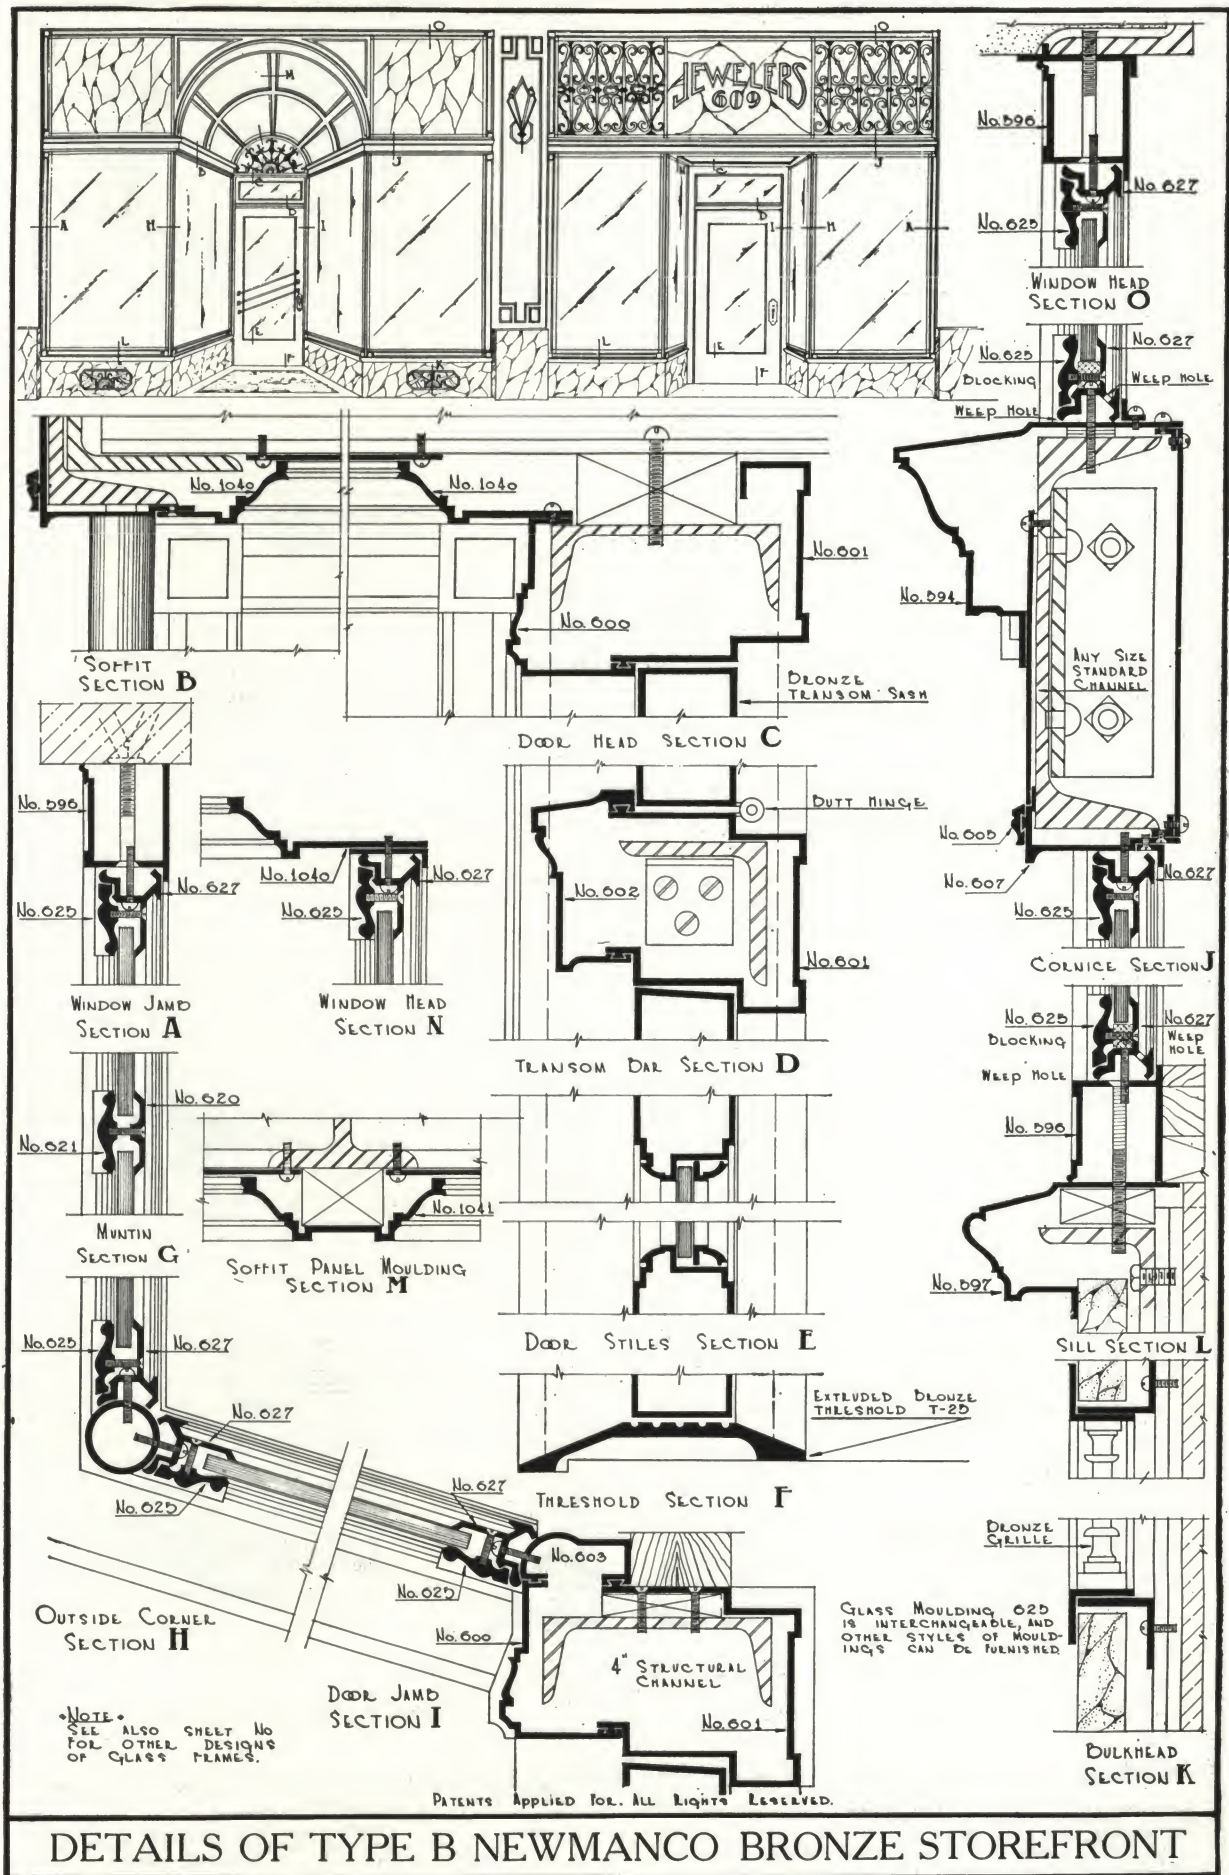 O
M
C
B
J
D
A
H
I
E
L
K
F
JEWELERS
609
O
J
N
C
D
I
H
A
E
L
F
No.596
No.627
No.625
WINDOW HEAD
SECTION O
No.625
No.627
BLOCKING
WEEP HOLE
WEEP HOLE
No.1040
No.1040
No.601
No.600
BRONZE
TRANSOM SASH
SOFFIT
SECTION B
DOOR HEAD SECTION C
No.594
ANY SIZE
STANDARD
CHANNEL
No.605
No.607
No.627
No.625
CORNICE SECTION J
No.596
No.627
No.625
WINDOW JAMB
SECTION A
No.1040
No.627
No.625
WINDOW HEAD
SECTION N
BUTT HINGE
No.602
No.601
TRANSOM BAR SECTION D
No.625
No.627
BLOCKING
WEEP
HOLE
WEEP HOLE
No.596
No.597
SILL SECTION L
No.620
No.621
MUNTIN
SECTION G
No.1041
SOFFIT PANEL MOULDING
SECTION M
DOOR STILES SECTION E
EXTRUDED BRONZE
THRESHOLD T-25
THRESHOLD SECTION F
No.625
No.627
No.627
No.625
No.627
No.625
No.603
No.600
4" STRUCTURAL
CHANNEL
No.601
OUTSIDE CORNER
SECTION H
DOOR JAMB
SECTION I
BRONZE
GRILLE
GLASS MOULDING 625
IS INTERCHANGEABLE, AND
OTHER STYLES OF MOULD-
INGS CAN BE FURNISHED.
BULKHEAD
SECTION K
•NOTE•
SEE ALSO SHEET NO
FOR OTHER DESIGNS
OF GLASS FRAMES.
PATENTS APPLIED FOR. ALL RIGHTS RESERVED.
DETAILS OF TYPE B NEWMANCO BRONZE STOREFRONT